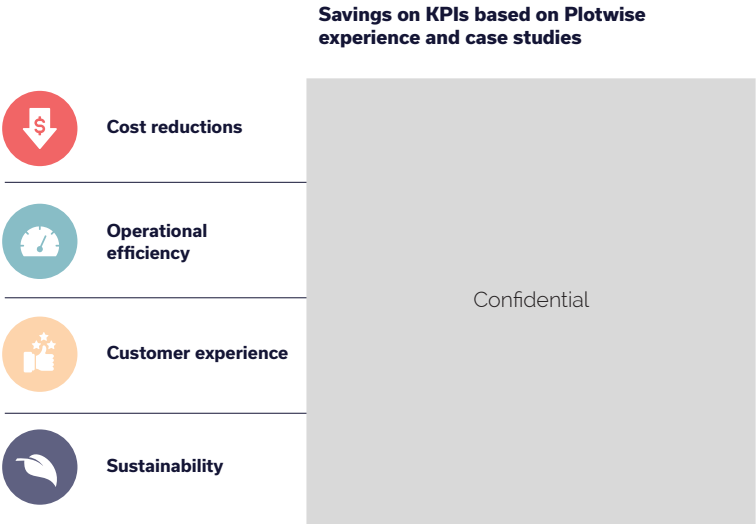 Savings on KPIs based on Plotwise
experience and case studies
$
Cost reductions
Operational
efficiency
Confidential
Customer experience
Sustainability